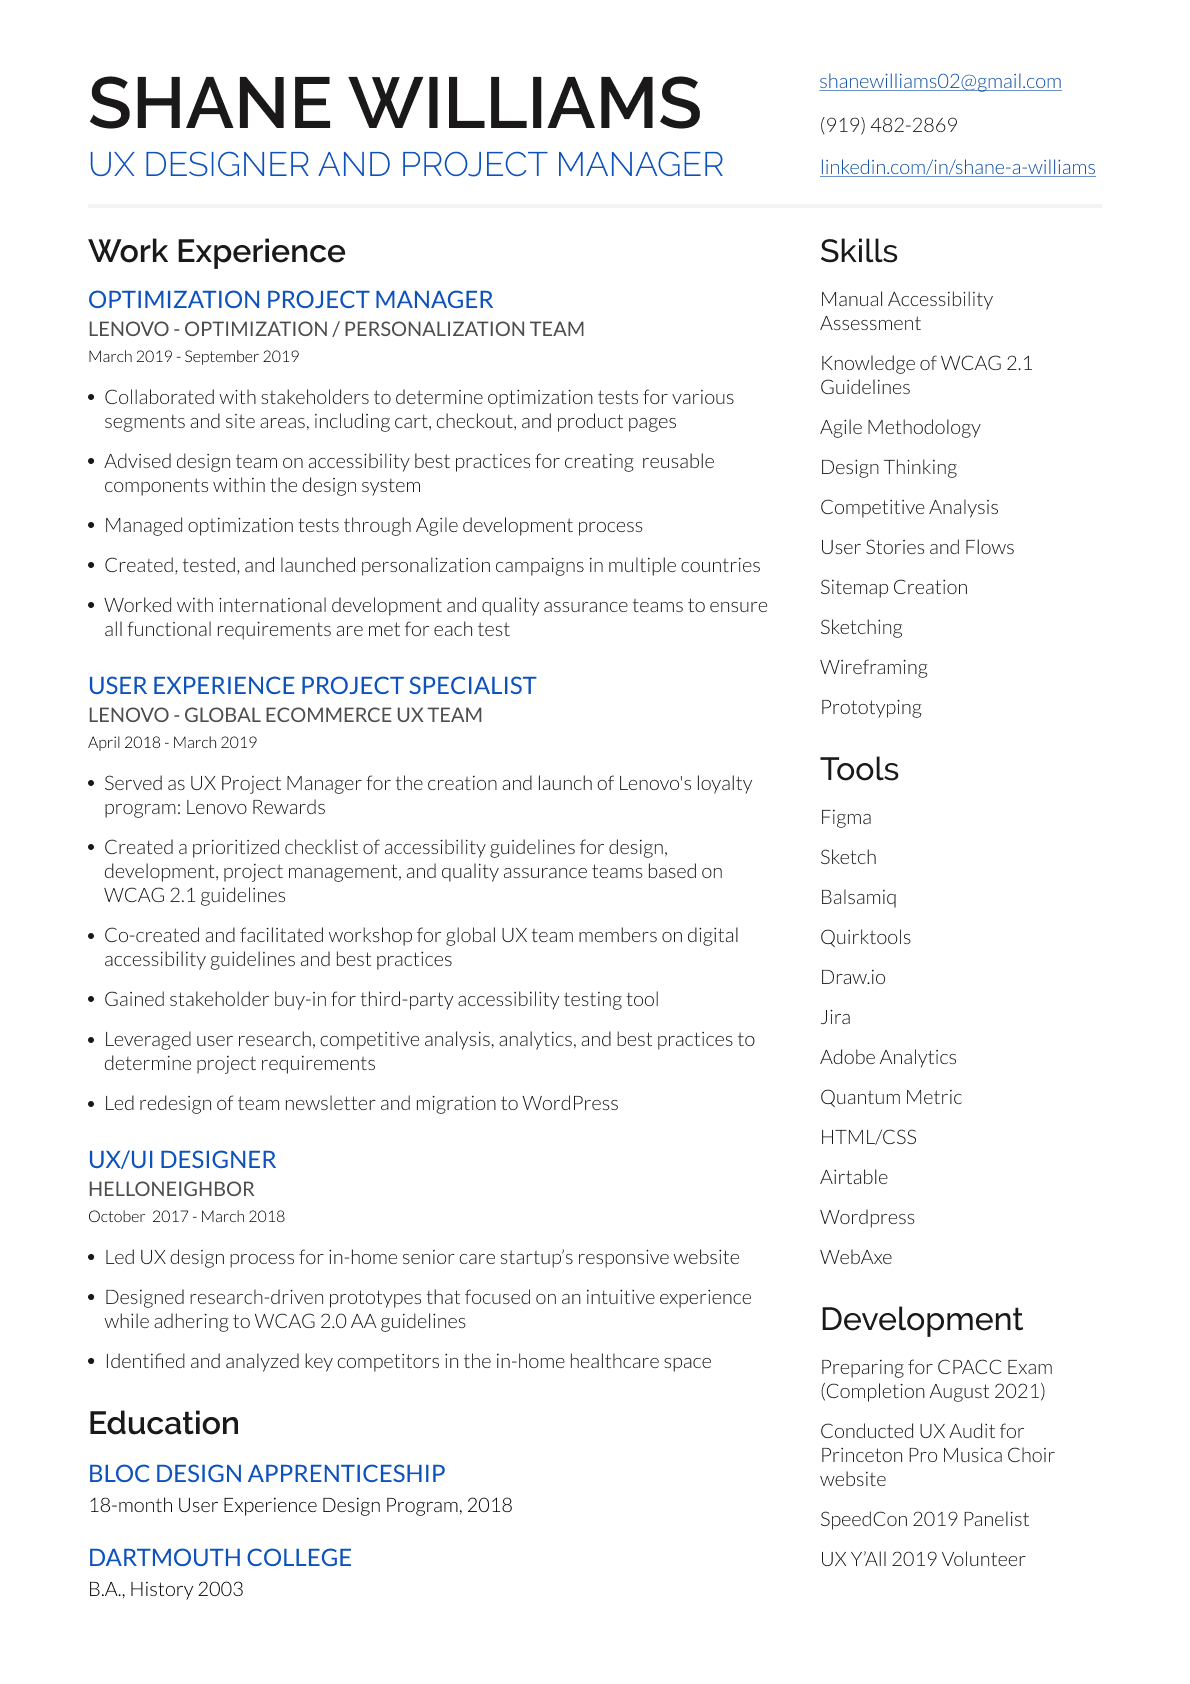 SHANE WILLIAMS
UX DESIGNER AND PROJECT MANAGER
shanewilliams02@gmail.com
(919) 482-2869
linkedin.com/in/shane-a-williams
Work Experience
OPTIMIZATION PROJECT MANAGER
LENOVO - OPTIMIZATION / PERSONALIZATION TEAM
March 2019 - September 2019
• Collaborated with stakeholders to determine optimization tests for various
segments and site areas, including cart, checkout, and product pages
• Advised design team on accessibility best practices for creating  reusable
components within the design system
• Managed optimization tests through Agile development process
• Created, tested, and launched personalization campaigns in multiple countries
• Worked with international development and quality assurance teams to ensure
all functional requirements are met for each test
USER EXPERIENCE PROJECT SPECIALIST
LENOVO - GLOBAL ECOMMERCE UX TEAM
April 2018 - March 2019
• Served as UX Project Manager for the creation and launch of Lenovo's loyalty
program: Lenovo Rewards
• Created a prioritized checklist of accessibility guidelines for design,
development, project management, and quality assurance teams based on
WCAG 2.1 guidelines
• Co-created and facilitated workshop for global UX team members on digital
accessibility guidelines and best practices
• Gained stakeholder buy-in for third-party accessibility testing tool
• Leveraged user research, competitive analysis, analytics, and best practices to
determine project requirements
• Led redesign of team newsletter and migration to WordPress
UX/UI DESIGNER
HELLONEIGHBOR
October  2017 - March 2018
• Led UX design process for in-home senior care startup’s responsive website
• Designed research-driven prototypes that focused on an intuitive experience
while adhering to WCAG 2.0 AA guidelines
• Identified and analyzed key competitors in the in-home healthcare space
Education
BLOC DESIGN APPRENTICESHIP
18-month User Experience Design Program, 2018
DARTMOUTH COLLEGE
B.A., History 2003
Skills
Manual Accessibility
Assessment
Knowledge of WCAG 2.1
Guidelines
Agile Methodology
Design Thinking
Competitive Analysis
User Stories and Flows
Sitemap Creation
Sketching
Wireframing
Prototyping
Tools
Figma
Sketch
Balsamiq
Quirktools
Draw.io
Jira
Adobe Analytics
Quantum Metric
HTML/CSS
Airtable
Wordpress
WebAxe
Development
Preparing for CPACC Exam
(Completion August 2021)
Conducted UX Audit for
Princeton Pro Musica Choir
website
SpeedCon 2019 Panelist
UX Y’All 2019 Volunteer